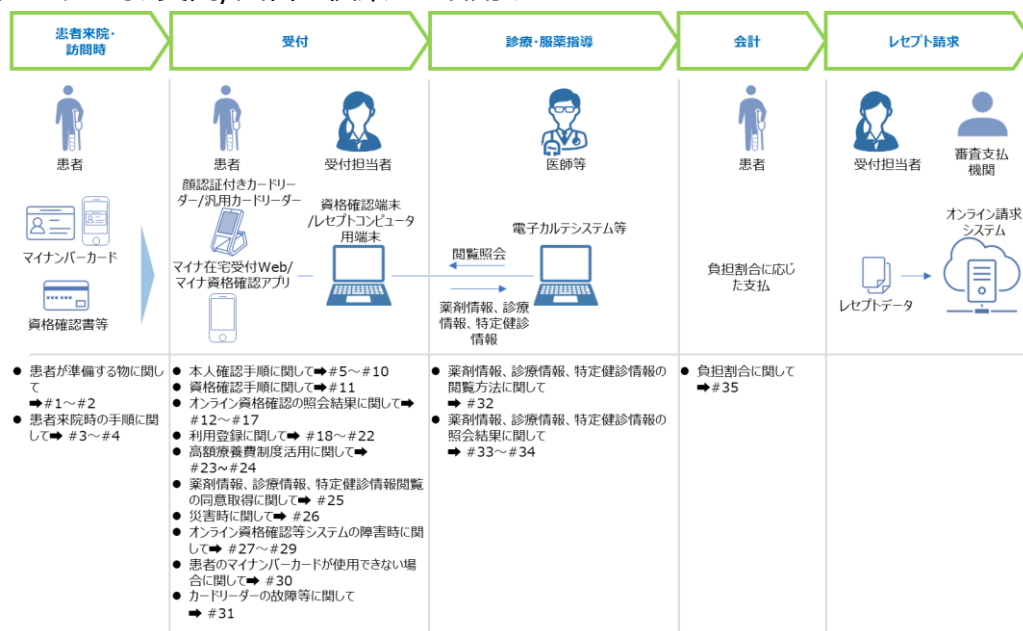 患者来院・
訪問時
受付
診療・服薬指導
会計
レセプト請求
患者
患者
受付担当者
医師等
患者
受付担当者
審査支払
機関
マイナンバーカード
資格確認書等
顔認証付きカードリー
ダー/汎用カードリーダー
マイナ在宅受付Web/
マイナ資格確認アプリ
資格確認端末
/レセプトコンピュータ
用端末
閲覧照会
薬剤情報、診療
情報、特定健診
情報
電子カルテシステム等
負担割合に応じ
た支払
レセプトデータ
オンライン請求
システム
● 患者が準備する物に関し
て
➡#1~#2
● 患者来院時の手順に関
して➡ #3~#4
● 本人確認手順に関して➡#5~#10
● 資格確認手順に関して➡#11
● オンライン資格確認の照会結果に関して➡
#12~#17
● 利用登録に関して➡ #18~#22
● 高額療養費制度活用に関して➡
#23~#24
● 薬剤情報、診療情報、特定健診情報閲覧
の同意取得に関して➡ #25
● 災害時に関して➡ #26
● オンライン資格確認等システムの障害時に関
して➡ #27~#29
● 患者のマイナンバーカードが使用できない場
合に関して➡ #30
● カードリーダーの故障等に関して
➡ #31
● 薬剤情報、診療情報、特定健診情報の
閲覧方法に関して
➡ #32
● 薬剤情報、診療情報、特定健診情報の
照会結果に関して
➡ #33~#34
● 負担割合に関して
➡#35